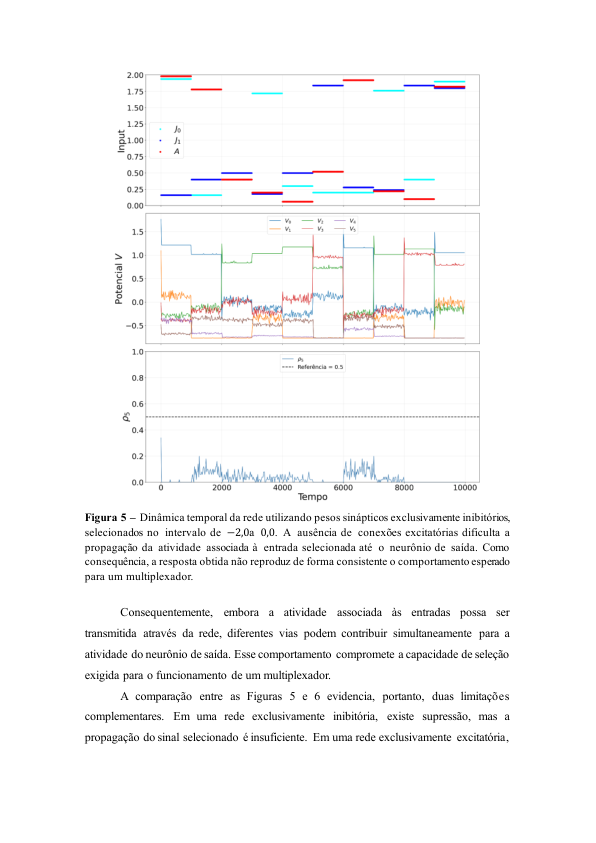 2.00
1.75
1.50
1.25
1.00
0.75
0.50
0.25
0.00
Input
J₀
J₁
A
1.5
1.0
0.5
0.0
−0.5
Potencial V
V₀ V₂ V₄
V₁ V₃ V₅
1.0
0.8
0.6
0.4
0.2
0.0
ρ₅
ρ₅
Referência = 0.5
0 2000 4000 6000 8000 10000
Tempo
Figura 5 – Dinâmica temporal da rede utilizando pesos sinápticos exclusivamente inibitórios,
selecionados no intervalo de −2,0a 0,0. A ausência de conexões excitatórias dificulta a
propagação da atividade associada à entrada selecionada até o neurônio de saída. Como
consequência, a resposta obtida não reproduz de forma consistente o comportamento esperado
para um multiplexador.
Consequentemente, embora a atividade associada às entradas possa ser
transmitida através da rede, diferentes vias podem contribuir simultaneamente para a
atividade do neurônio de saída. Esse comportamento compromete a capacidade de seleção
exigida para o funcionamento de um multiplexador.
A comparação entre as Figuras 5 e 6 evidencia, portanto, duas limitações
complementares. Em uma rede exclusivamente inibitória, existe supressão, mas a
propagação do sinal selecionado é insuficiente. Em uma rede exclusivamente excitatória,